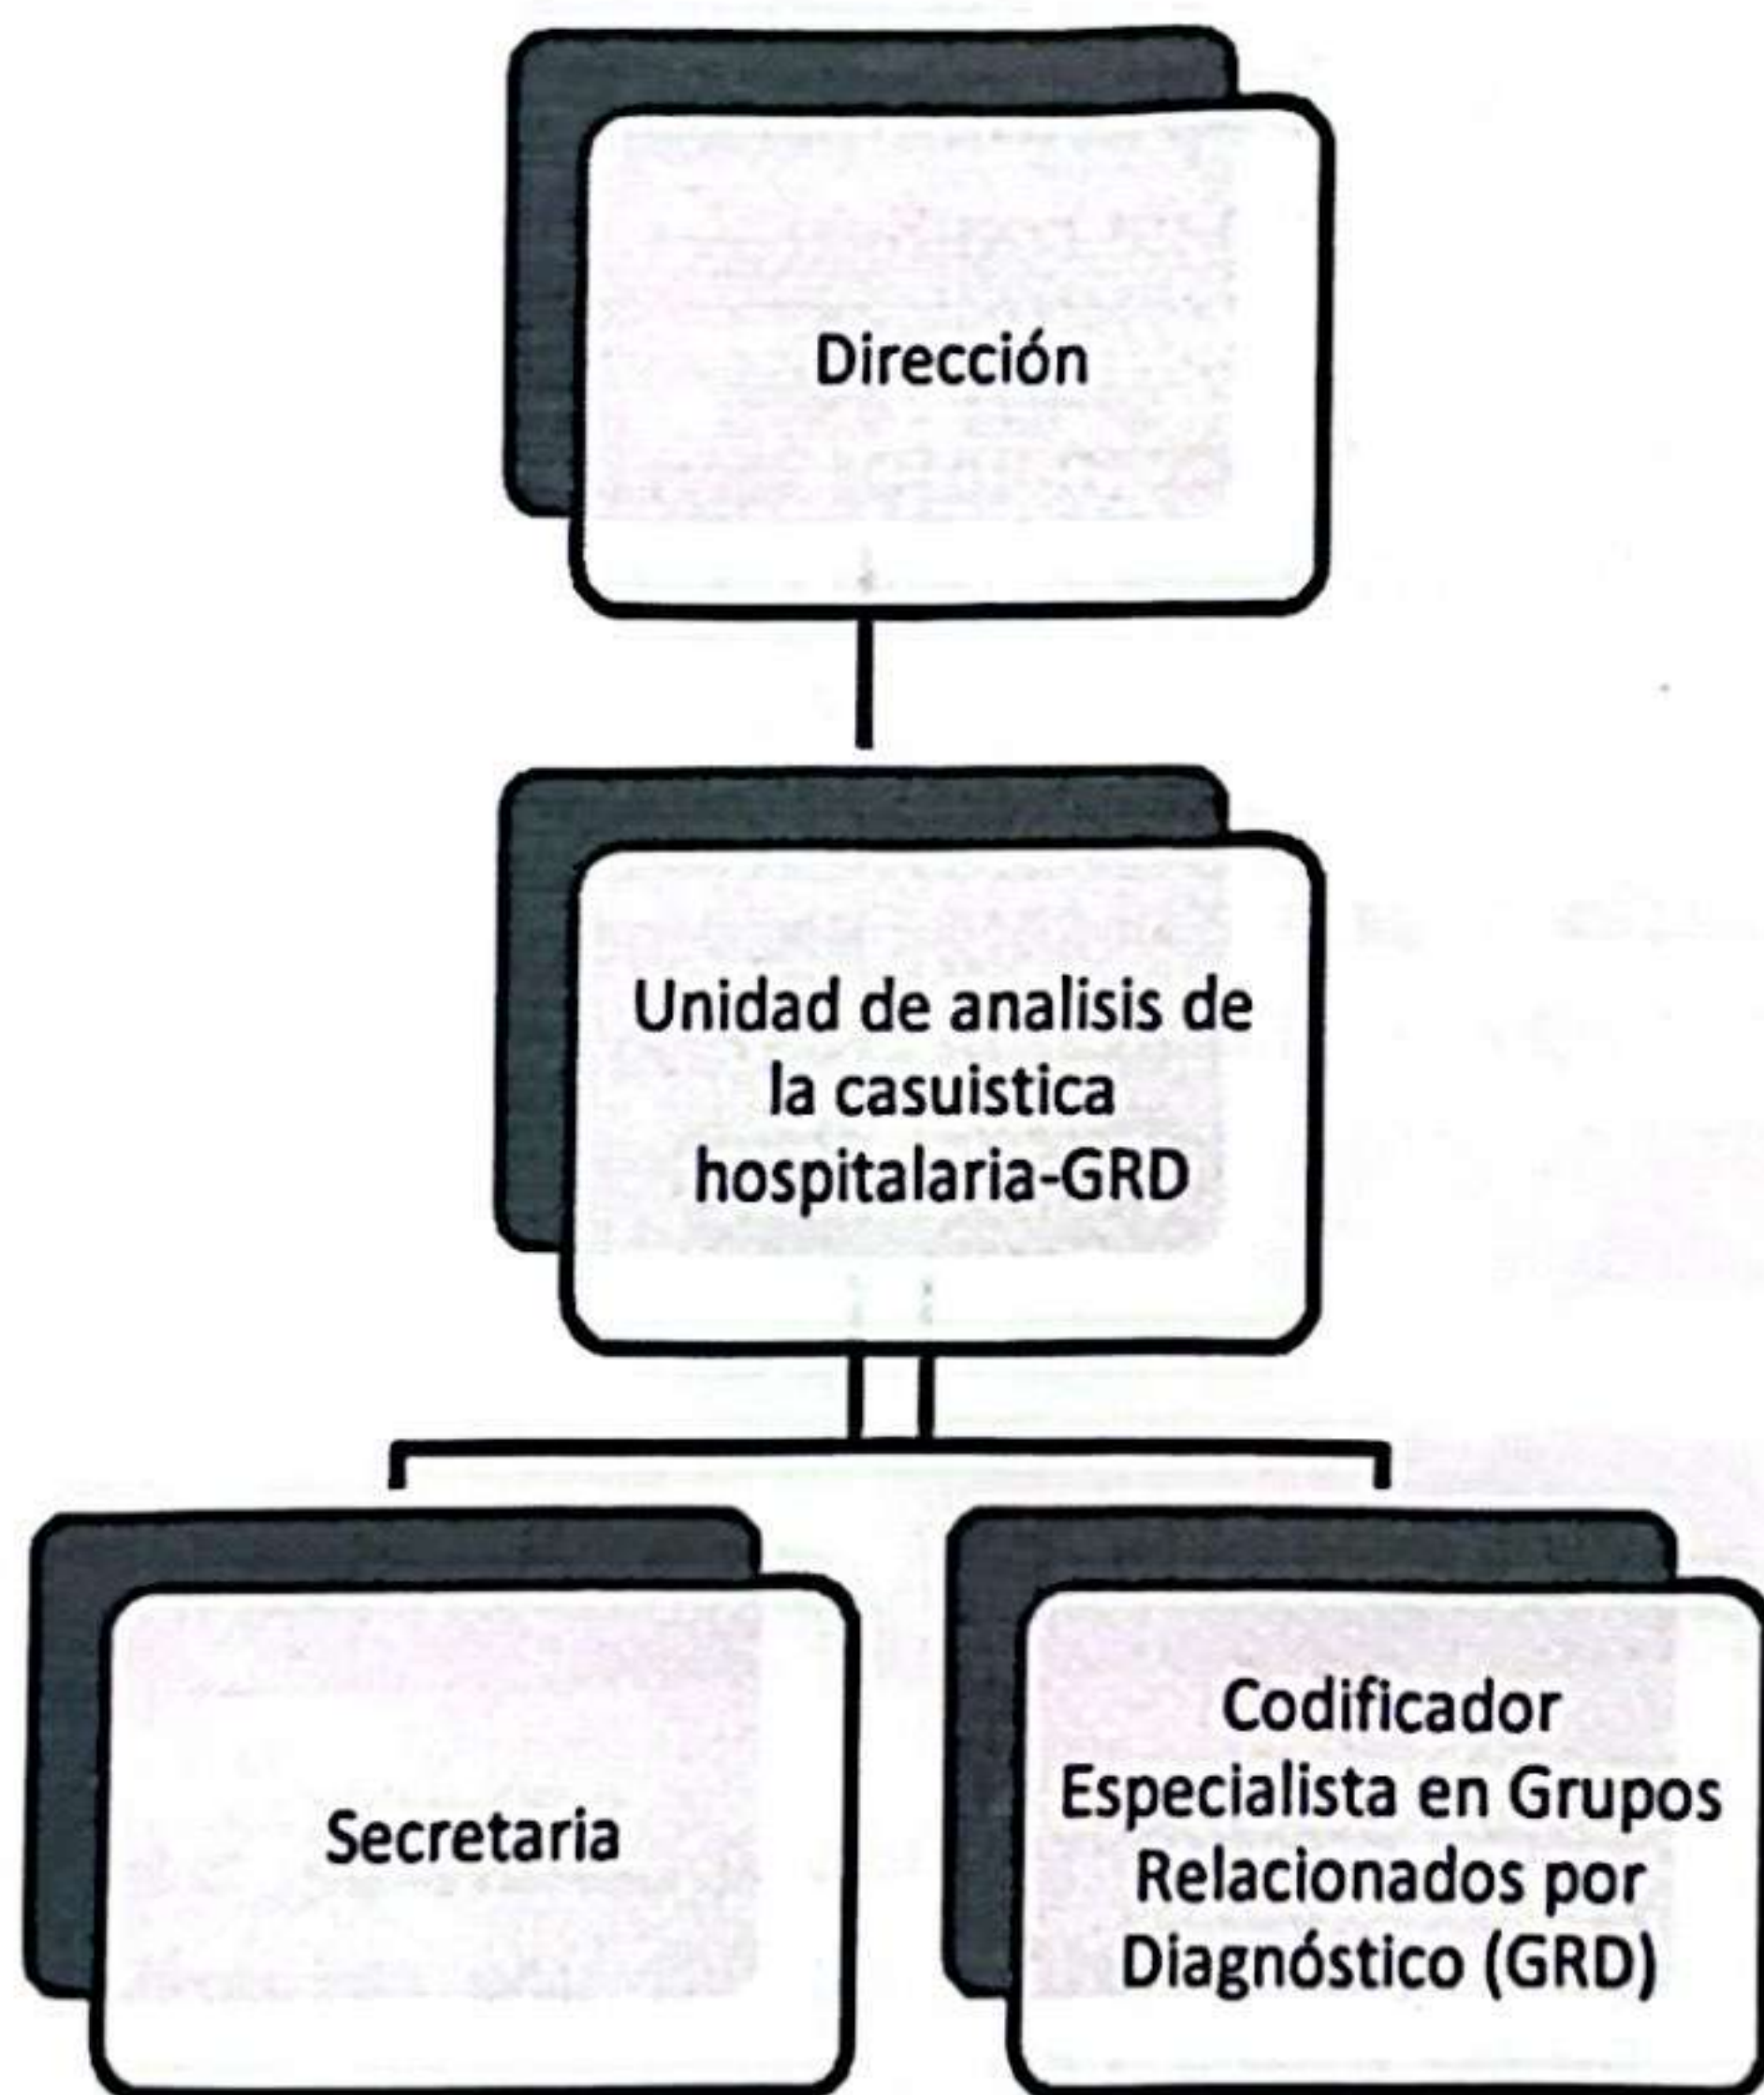 Dirección
Unidad de analisis de
la casuistica
hospitalaria-GRD
Secretaria
Codificador
Especialista en Grupos
Relacionados por
Diagnóstico (GRD)